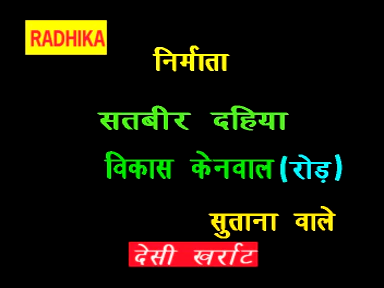 RADHIKA
निर्माता
सतबीर दहिया
विकास केनवाल (रोड़)
सुताना वाले
देसी खर्राट